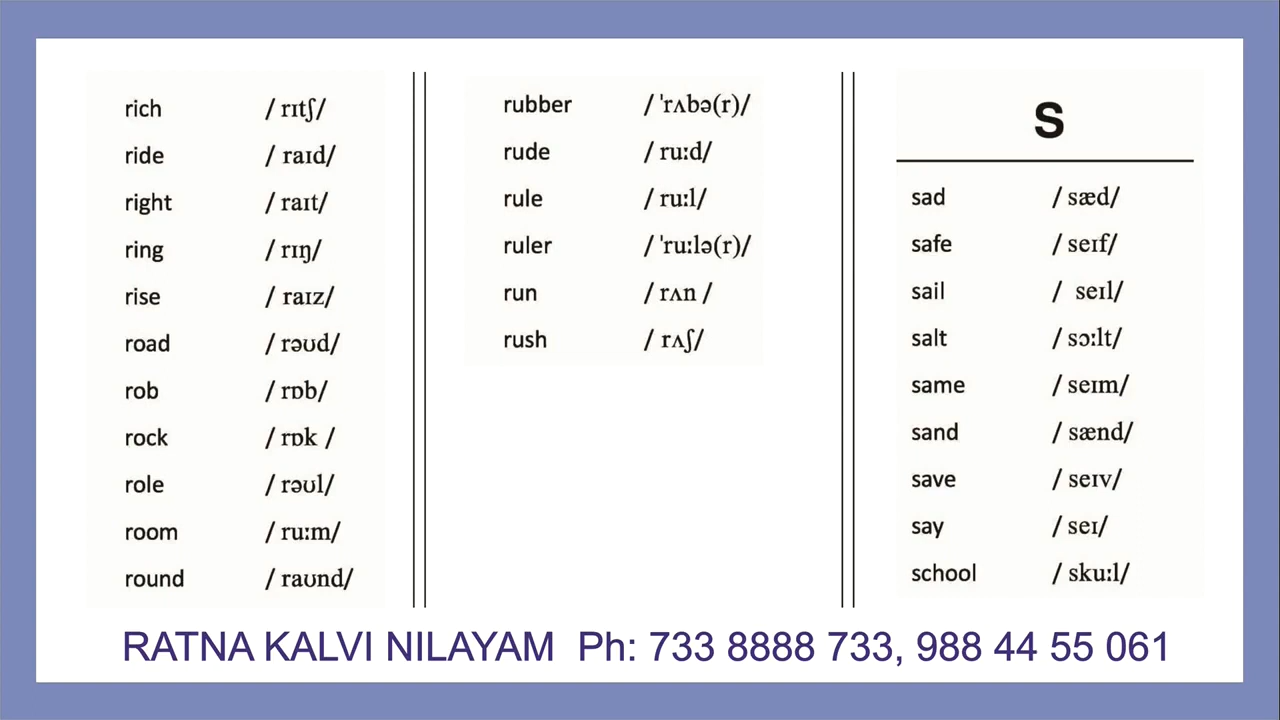 rich / rɪtʃ/
ride / raɪd/
right / raɪt/
ring / rɪŋ/
rise / raɪz/
road / rəʊd/
rob / rɒb/
rock / rɒk /
role / rəʊl/
room / ruːm/
round / raʊnd/
rubber / ˈrʌbə(r)/
rude / ruːd/
rule / ruːl/
ruler / ˈruːlə(r)/
run / rʌn /
rush / rʌʃ/
S
sad / sæd/
safe / seɪf/
sail / seɪl/
salt / sɔːlt/
same / seɪm/
sand / sænd/
save / seɪv/
say / seɪ/
school / skuːl/
RATNA KALVI NILAYAM Ph: 733 8888 733, 988 44 55 061